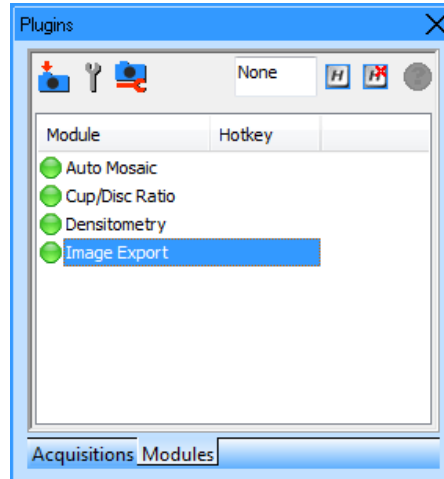 Plugins
None
H H
Module Hotkey
Auto Mosaic
Cup/Disc Ratio
Densitometry
Image Export
Acquisitions Modules